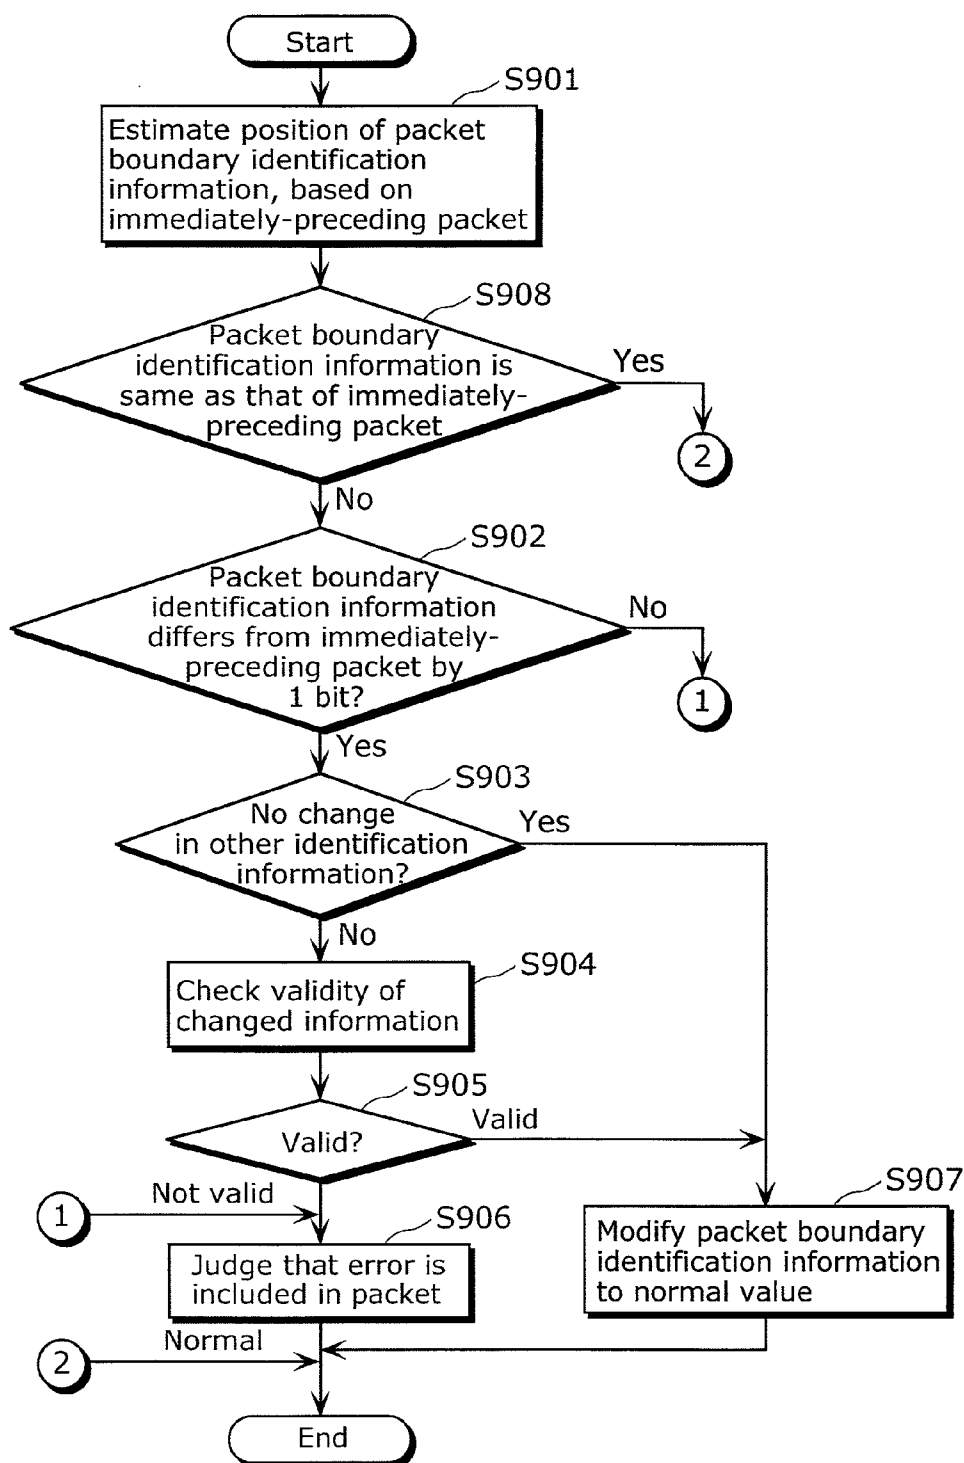 Start
S901
Estimate position of packet
boundary identification
information, based on
immediately-preceding packet
S908
Packet boundary
identification information is
same as that of immediately-
preceding packet
Yes
2
No
S902
Packet boundary
identification information
differs from immediately-
preceding packet by
1 bit?
No
1
Yes
S903
No change
in other identification
information?
Yes
No
S904
Check validity of
changed information
S905
Valid?
Valid
Not valid
1
S906
Judge that error is
included in packet
S907
Modify packet boundary
identification information
to normal value
Normal
2
End